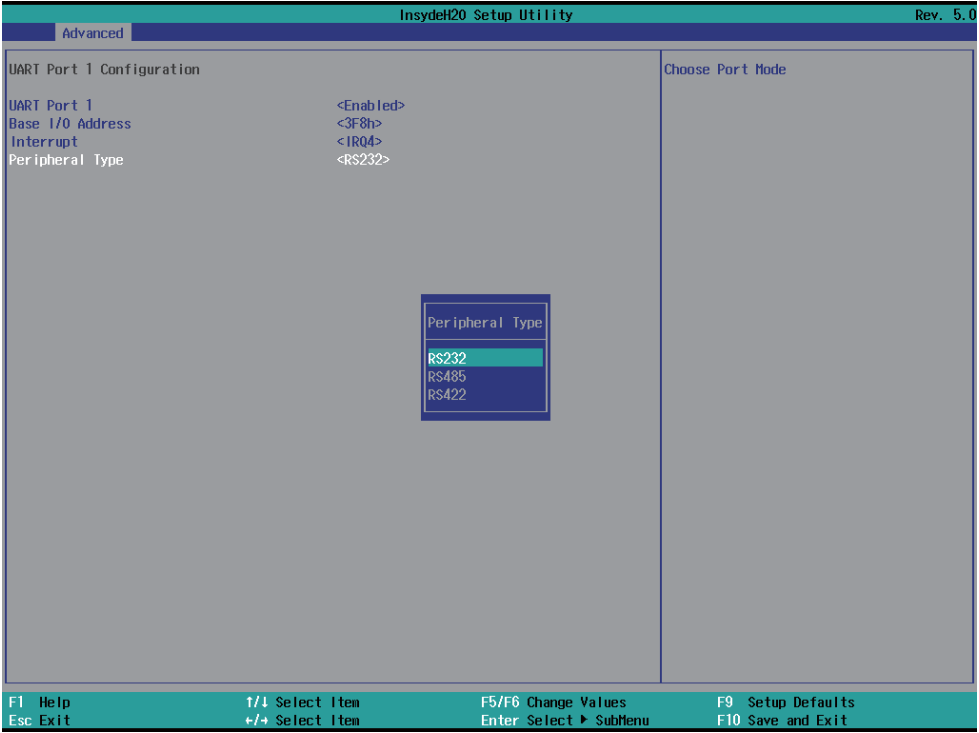 InsydeH20 Setup Utility Rev. 5.0
Advanced
UART Port 1 Configuration
Choose Port Mode
UART Port 1 <Enabled>
Base I/O Address <3F8h>
Interrupt <IRQ4>
Peripheral Type <RS232>
Peripheral Type
RS232
RS485
RS422
F1 Help ↑/↓ Select Item F5/F6 Change Values F9 Setup Defaults
Esc Exit ←/→ Select Item Enter Select ▶ SubMenu F10 Save and Exit